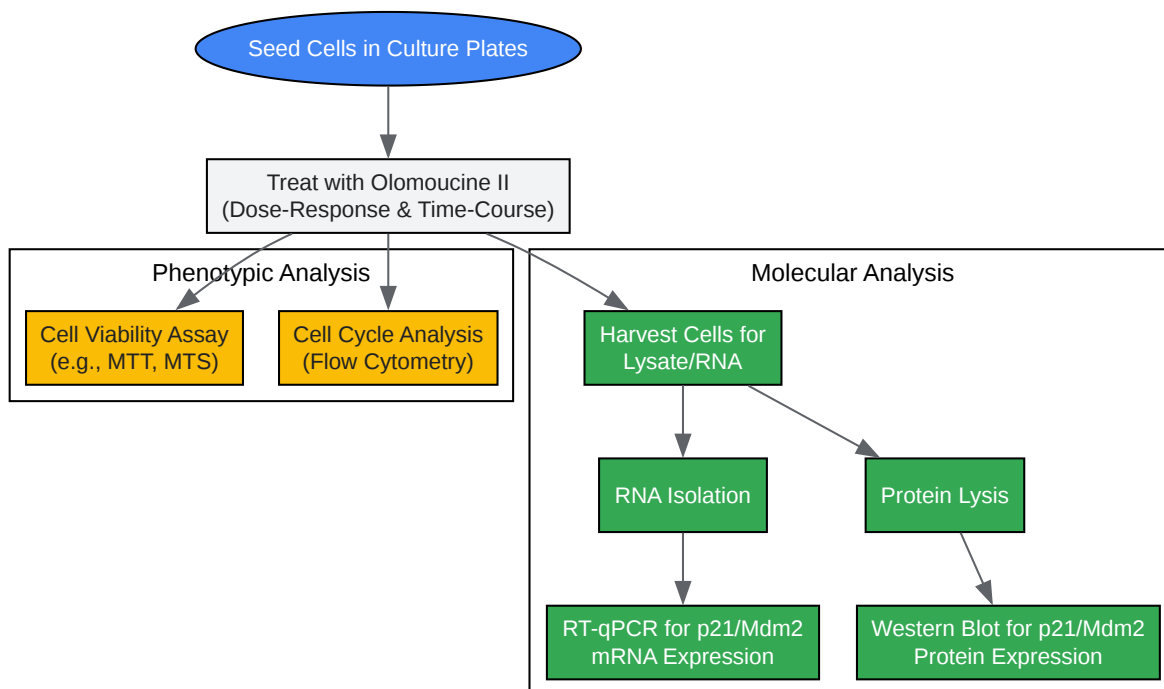 Seed Cells in Culture Plates
Treat with Olomoucine II
(Dose-Response & Time-Course)
Phenotypic Analysis
Cell Viability Assay
(e.g., MTT, MTS)
Cell Cycle Analysis
(Flow Cytometry)
Molecular Analysis
Harvest Cells for
Lysate/RNA
RNA Isolation
Protein Lysis
RT-qPCR for p21/Mdm2
mRNA Expression
Western Blot for p21/Mdm2
Protein Expression